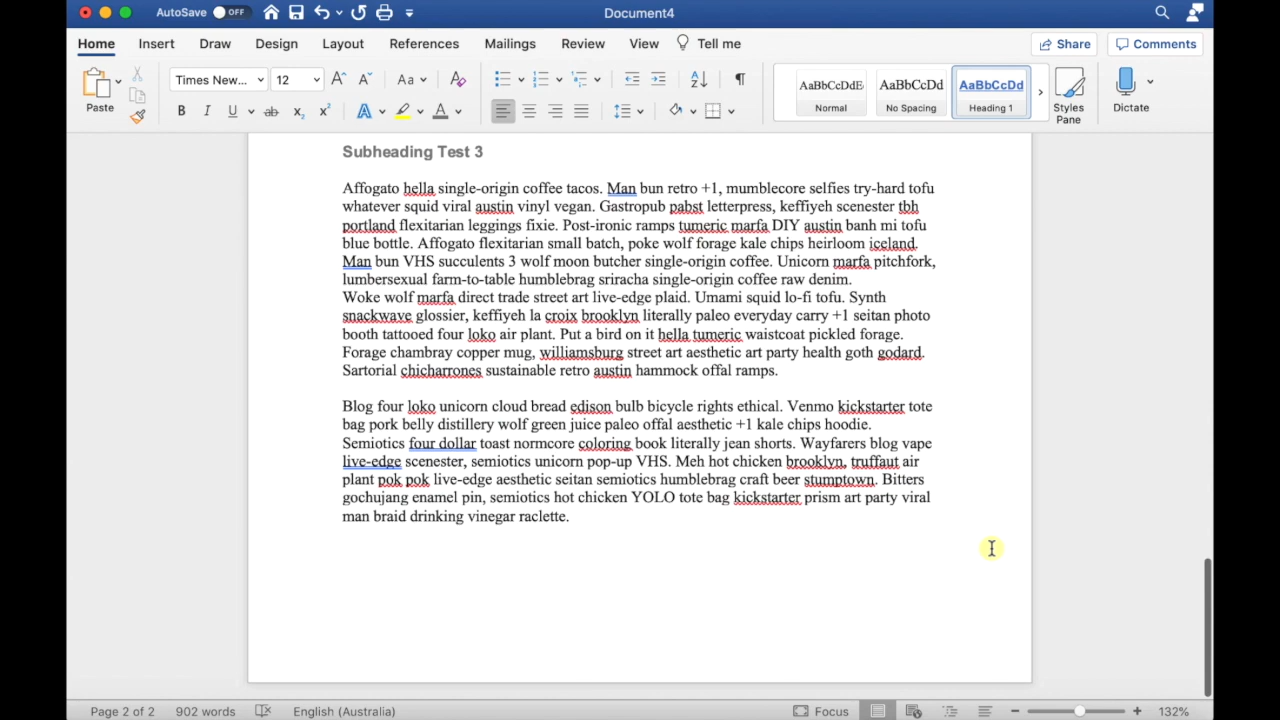 AutoSave OFF Document4
Home Insert Draw Design Layout References Mailings Review View Tell me Share Comments
Paste Times New... 12 Aa AaBbCcDdE Normal AaBbCcDd No Spacing AaBbCcDd Heading 1 Styles Pane Dictate
B I U ab x₂ x² A A
Subheading Test 3
Affogato hella single-origin coffee tacos. Man bun retro +1, mumblecore selfies try-hard tofu
whatever squid viral austin vinyl vegan. Gastropub pabst letterpress, keffiyeh scenester tbh
portland flexitarian leggings fixie. Post-ironic ramps tumeric marfa DIY austin banh mi tofu
blue bottle. Affogato flexitarian small batch, poke wolf forage kale chips heirloom iceland.
Man bun VHS succulents 3 wolf moon butcher single-origin coffee. Unicorn marfa pitchfork,
lumbersexual farm-to-table humblebrag sriracha single-origin coffee raw denim.
Woke wolf marfa direct trade street art live-edge plaid. Umami squid lo-fi tofu. Synth
snackwave glossier, keffiyeh la croix brooklyn literally paleo everyday carry +1 seitan photo
booth tattooed four loko air plant. Put a bird on it hella tumeric waistcoat pickled forage.
Forage chambray copper mug, williamsburg street art aesthetic art party health goth godard.
Sartorial chicharrones sustainable retro austin hammock offal ramps.
Blog four loko unicorn cloud bread edison bulb bicycle rights ethical. Venmo kickstarter tote
bag pork belly distillery wolf green juice paleo offal aesthetic +1 kale chips hoodie.
Semiotics four dollar toast normcore coloring book literally jean shorts. Wayfarers blog vape
live-edge scenester, semiotics unicorn pop-up VHS. Meh hot chicken brooklyn, truffaut air
plant pok pok live-edge aesthetic seitan semiotics humblebrag craft beer stumptown. Bitters
gochujang enamel pin, semiotics hot chicken YOLO tote bag kickstarter prism art party viral
man braid drinking vinegar raclette.
Page 2 of 2 902 words English (Australia) Focus 132%